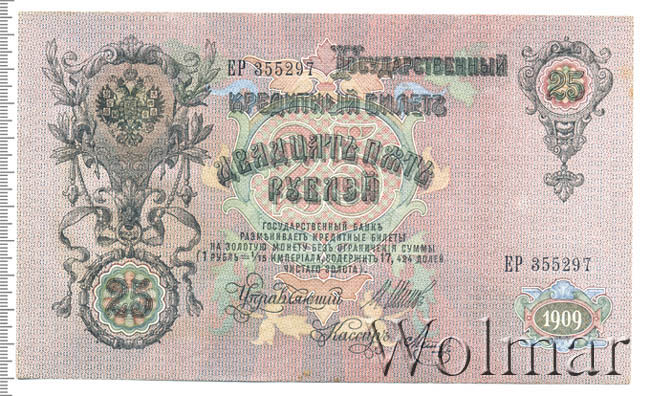 ЕР 355297
Государственный
25
Кредитный Билетъ
Двадцать пять
рублей
ГОСУДАРСТВЕННЫЙ БАНКЪ
РАЗМѢНИВАЕТЪ КРЕДИТНЫЕ БИЛЕТЫ
НА ЗОЛОТУЮ МОНЕТУ БЕЗЪ ОГРАНИЧЕНІЯ СУММЫ
(1 РУБЛЬ = 1/15 ИМПЕРІАЛА, СОДЕРЖИТЪ 17,424 ДОЛЕЙ
ЧИСТАГО ЗОЛОТА).
ЕР 355297
25
Управляющій
1909
Кассиръ
Wolmar